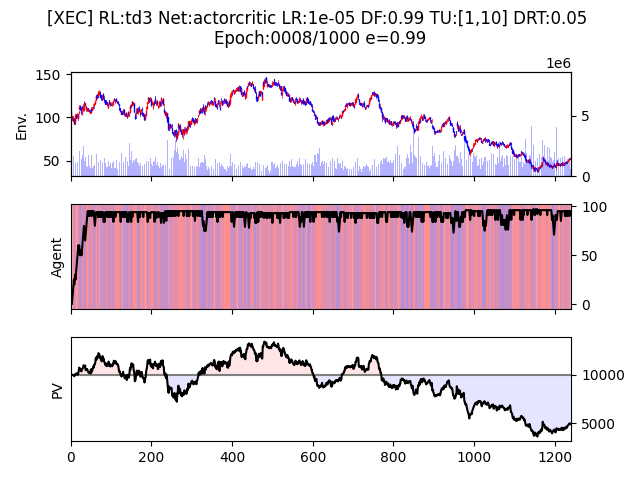 [XEC] RL:td3 Net:actorcritic LR:1e-05 DF:0.99 TU:[1,10] DRT:0.05
Epoch:0008/1000 e=0.99
1e6
150
100
50
Env.
5
0
Agent
100
50
0
PV
10000
5000
0 200 400 600 800 1000 1200